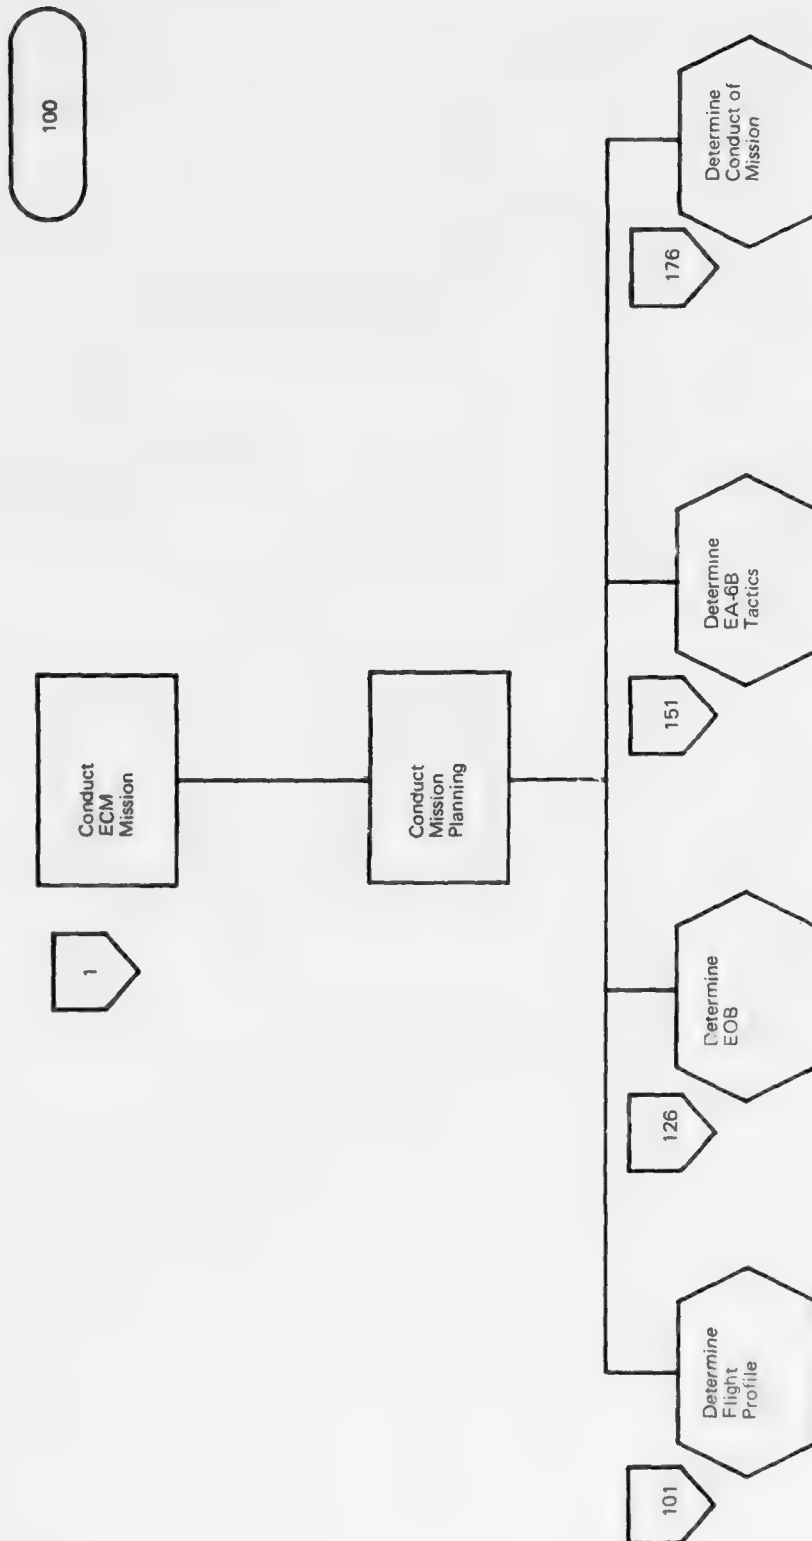 100
1
Conduct
ECM
Mission
Conduct
Mission
Planning
101
Determine
Flight
Profile
126
Determine
EOB
151
Determine
EA-6B
Tactics
176
Determine
Conduct of
Mission